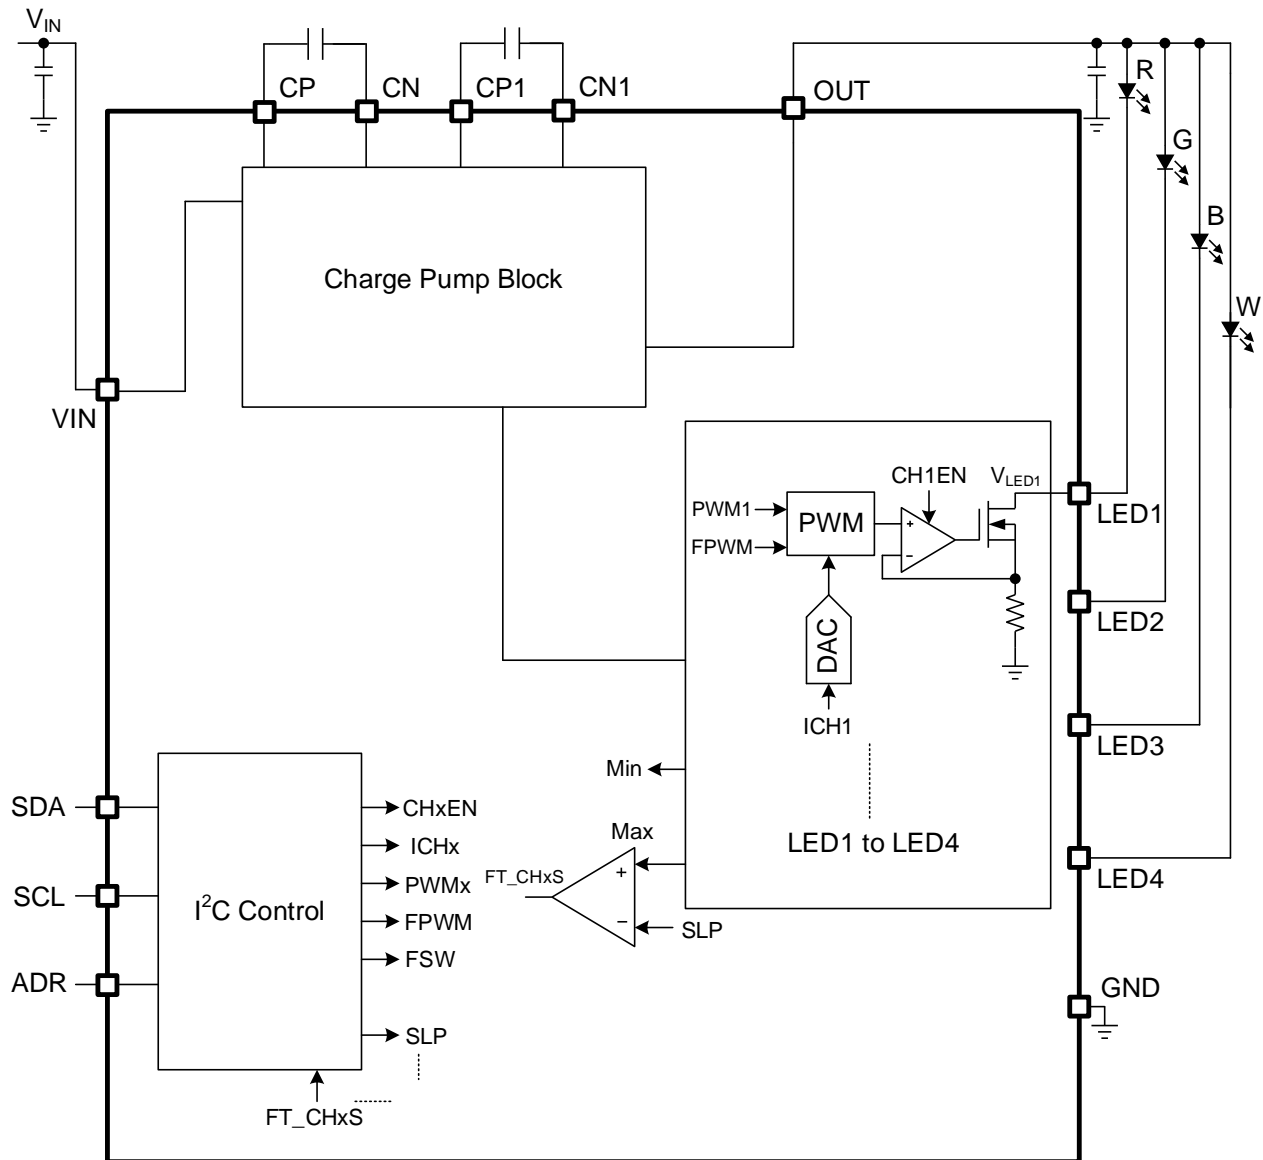 VIN
CP
CN
CP1
CN1
OUT
R
G
B
W
Charge Pump Block
VIN
CH1EN
VLED1
PWM1
PWM
FPWM
+
−
LED1
LED2
DAC
ICH1
LED3
Min
Max
LED1 to LED4
LED4
SDA
SCL
ADR
I²C Control
CHxEN
ICHx
PWMx
FPWM
FSW
SLP
FT_CHxS
+
−
SLP
GND
FT_CHxS